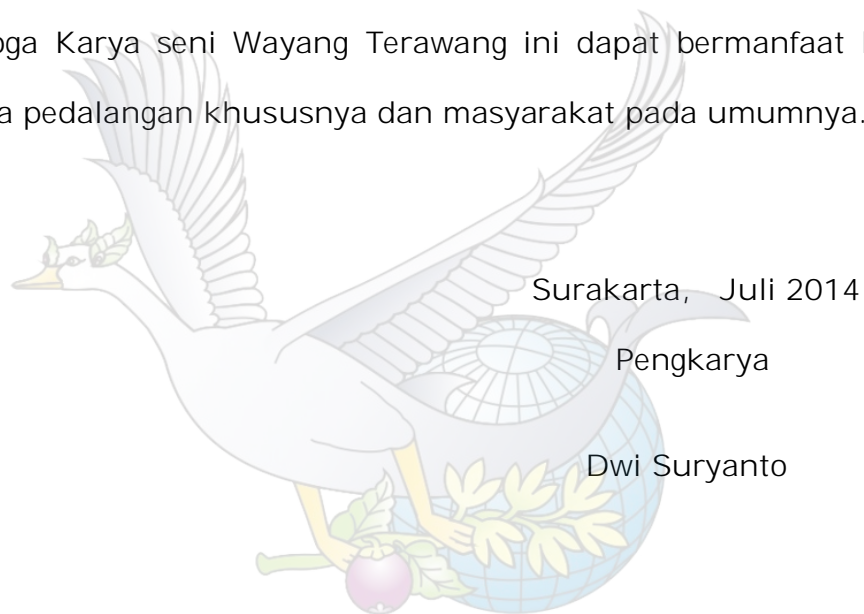 oga Karya seni Wayang Terawang ini dapat bermanfaat
a pedalangan khususnya dan masyarakat pada umumnya.
Surakarta, Juli 2014
Pengkarya
Dwi Suryanto